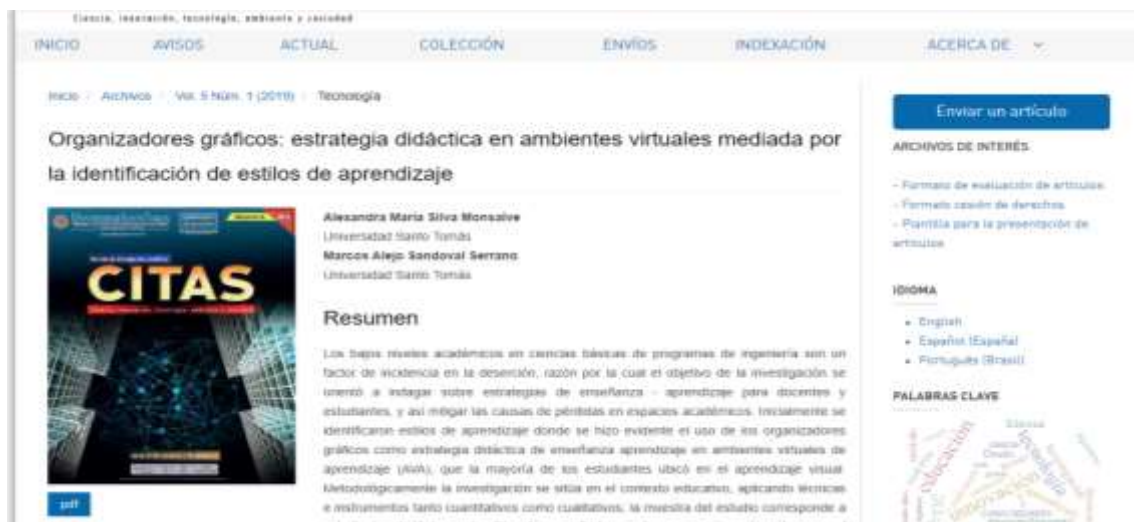 Ciencia, innovación, tecnología, ambiente y sociedad
INICIO AVISOS ACTUAL COLECCIÓN ENVÍOS INDEXACIÓN ACERCA DE
Inicio / Archivos / Vol. 5 Núm. 1 (2019) / Tecnología
Organizadores gráficos: estrategia didáctica en ambientes virtuales mediada por
la identificación de estilos de aprendizaje
CITAS
pdf
Alexandra María Silva Monsalve
Universidad Santo Tomás
Marcos Alejo Sandoval Serrano
Universidad Santo Tomás
Resumen
Los bajos niveles académicos en ciencias básicas de programas de ingeniería son un
factor de incidencia en la deserción, razón por la cual el objetivo de la investigación se
orientó a indagar sobre estrategias de enseñanza - aprendizaje para docentes y
estudiantes, y así mitigar las causas de pérdidas en espacios académicos. Inicialmente se
identificaron estilos de aprendizaje donde se hizo evidente el uso de los organizadores
gráficos como estrategia didáctica de enseñanza aprendizaje en ambientes virtuales de
aprendizaje (AVA), que la mayoría de los estudiantes ubicó en el aprendizaje visual.
Metodológicamente la investigación se sitúa en el contexto educativo, aplicando técnicas
e instrumentos tanto cuantitativos como cualitativos, la muestra del estudio corresponde a
Enviar un artículo
ARCHIVOS DE INTERÉS
- Formato de evaluación de artículos
- Formato cesión de derechos
- Plantilla para la presentación de
artículos
IDIOMA
English
Español (España)
Português (Brasil)
PALABRAS CLAVE
educación
tecnología
innovación